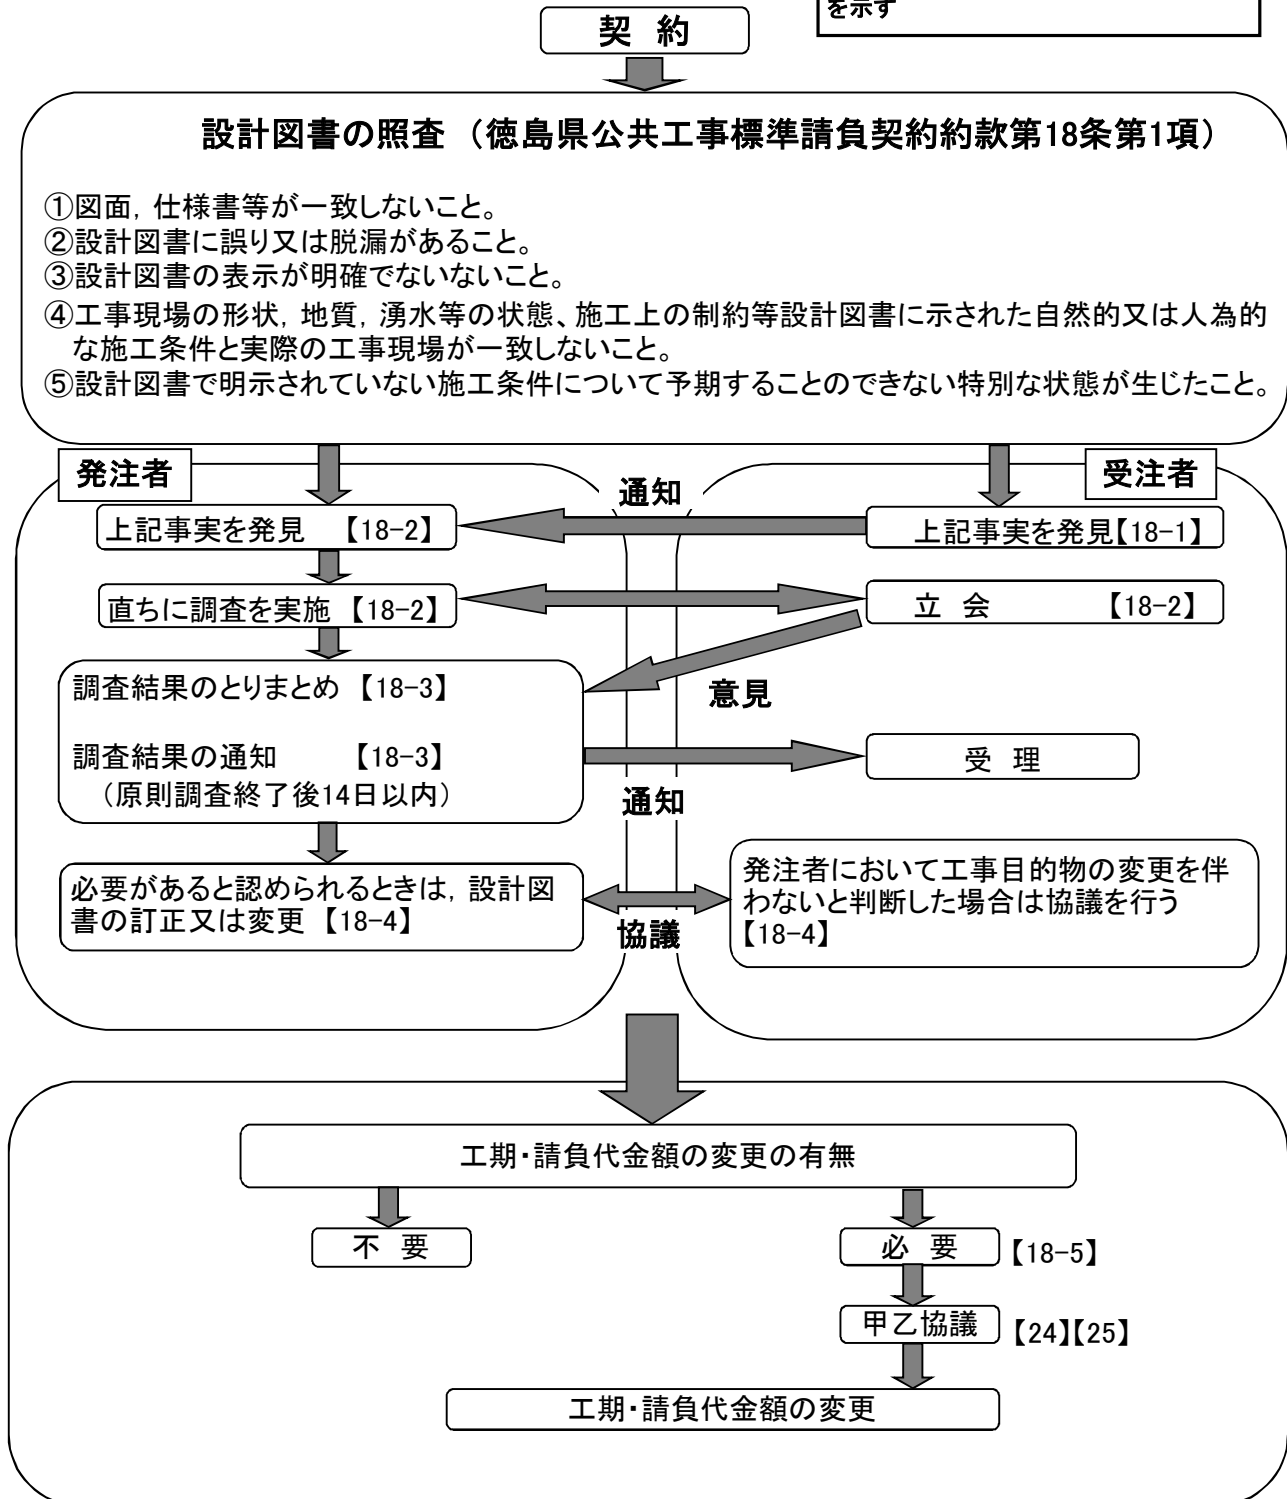 を示す
契 約
設計図書の照査 （徳島県公共工事標準請負契約約款第18条第1項）
①図面，仕様書等が一致しないこと。
②設計図書に誤り又は脱漏があること。
③設計図書の表示が明確でないないこと。
④工事現場の形状，地質，湧水等の状態、施工上の制約等設計図書に示された自然的又は人為的
な施工条件と実際の工事現場が一致しないこと。
⑤設計図書で明示されていない施工条件について予期することのできない特別な状態が生じたこと。
発注者
受注者
通知
上記事実を発見 【18-2】
上記事実を発見【18-1】
直ちに調査を実施 【18-2】
立 会 【18-2】
調査結果のとりまとめ 【18-3】
意見
調査結果の通知 【18-3】
（原則調査終了後14日以内）
受 理
通知
必要があると認められるときは，設計図
書の訂正又は変更 【18-4】
協議
発注者において工事目的物の変更を伴
わないと判断した場合は協議を行う
【18-4】
工期・請負代金額の変更の有無
不 要
必 要 【18-5】
甲乙協議 【24】【25】
工期・請負代金額の変更